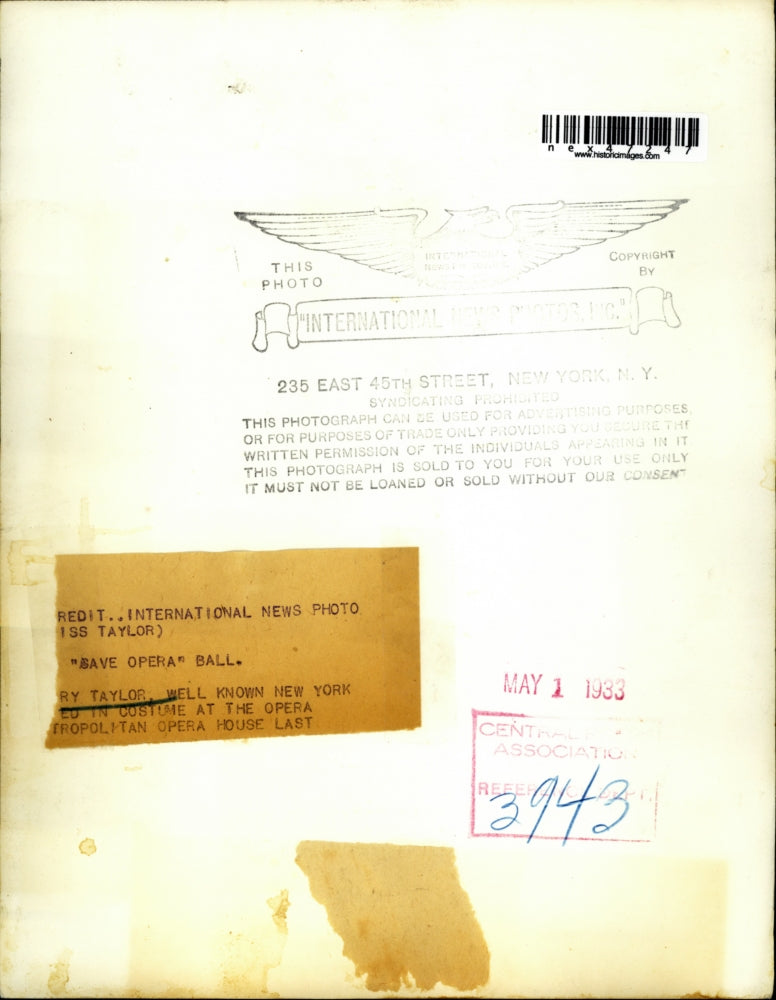 nex47247
www.historicimages.com
INTERNATIONAL
THIS
PHOTO
COPYRIGHT
BY
"INTERNATIONAL NEWS PHOTOS, INC."
235 EAST 45TH STREET, NEW YORK, N. Y.
SYNDICATING PROHIBITED
THIS PHOTOGRAPH CAN BE USED FOR ADVERTISING PURPOSES,
OR FOR PURPOSES OF TRADE ONLY PROVIDING YOU SECURE THE
WRITTEN PERMISSION OF THE INDIVIDUALS APPEARING IN IT
THIS PHOTOGRAPH IS SOLD TO YOU FOR YOUR USE ONLY
IT MUST NOT BE LOANED OR SOLD WITHOUT OUR CONSENT
REDIT..INTERNATIONAL NEWS PHOTO
ISS TAYLOR)
"SAVE OPERA" BALL.
RY TAYLOR, WELL KNOWN NEW YORK
ED IN COSTUME AT THE OPERA
TROPOLITAN OPERA HOUSE LAST
MAY 1 1933
CENTRAL
ASSOCIATION
DEPT.
3943